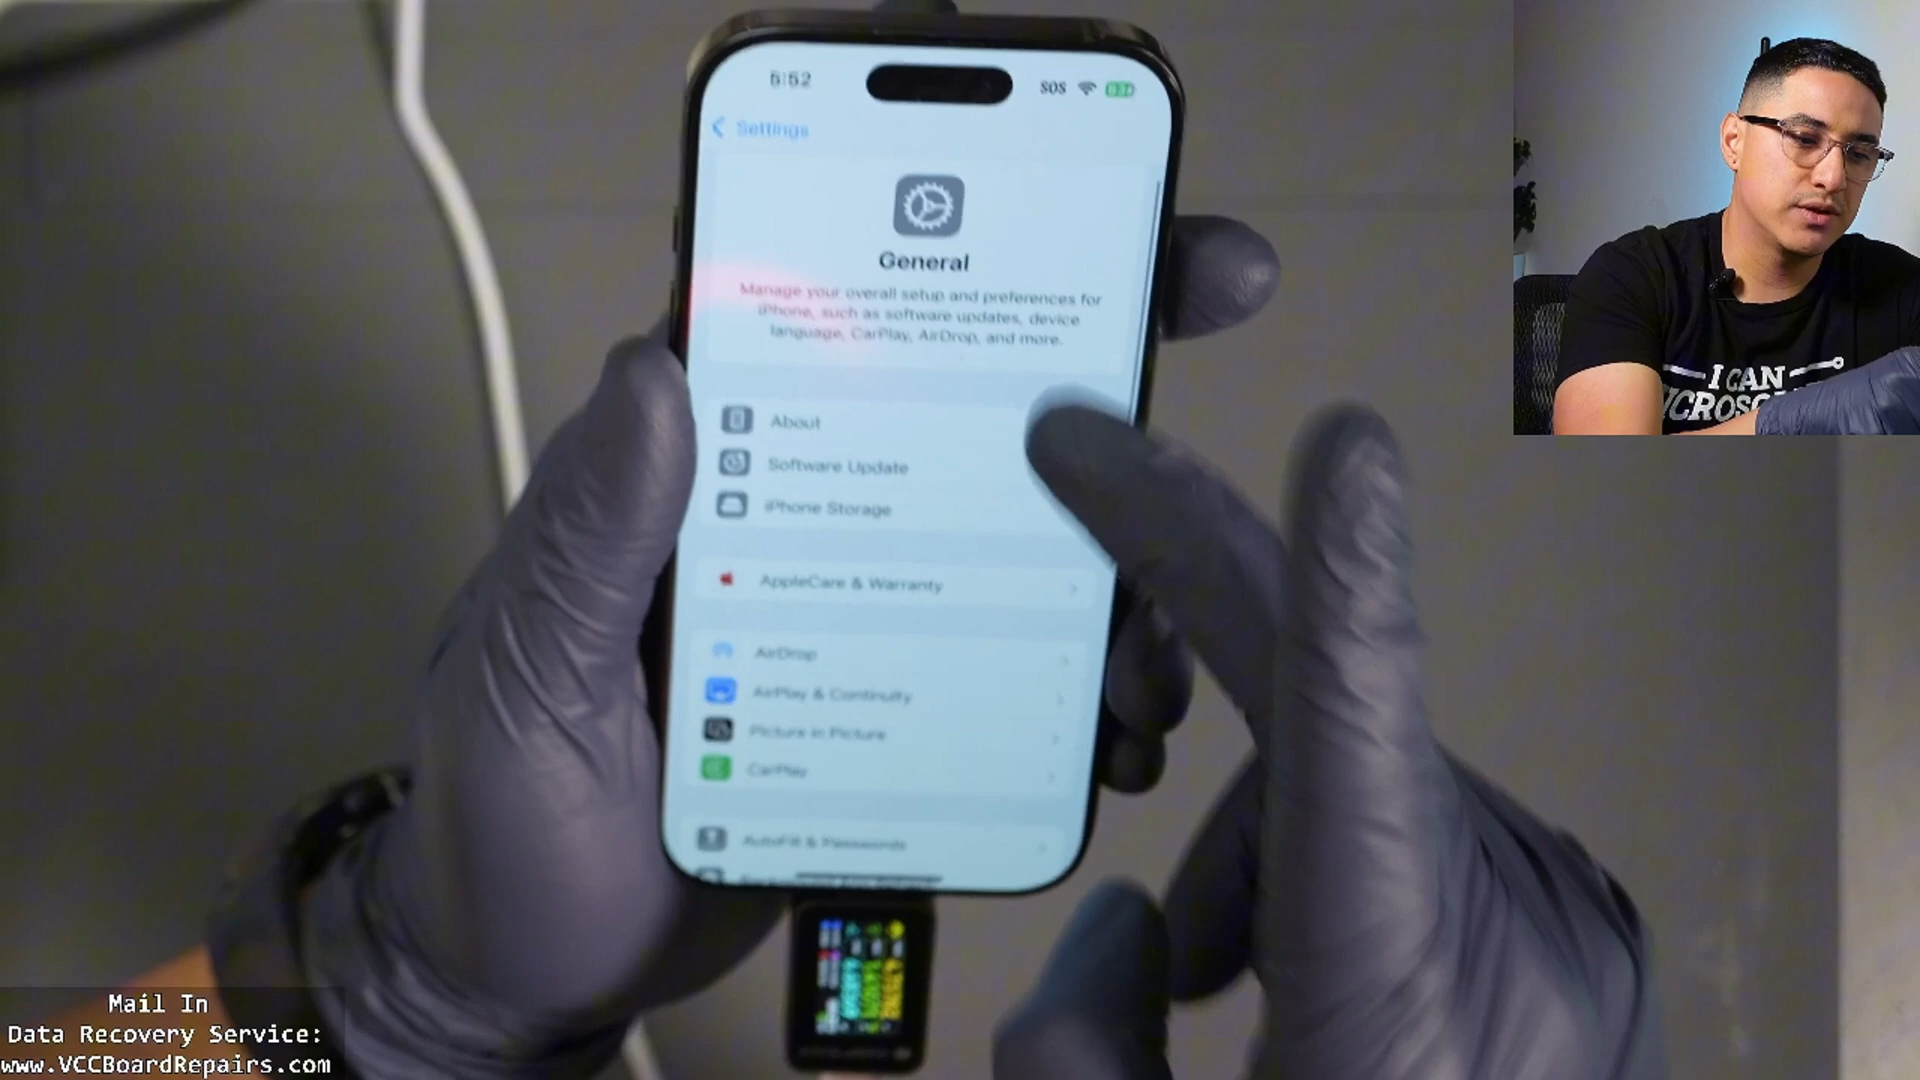 5:52
SOS
Settings
General
Manage your overall setup and preferences for
iPhone, such as software updates, device
language, CarPlay, AirDrop, and more.
About
Software Update
iPhone Storage
AppleCare & Warranty
AirDrop
AirPlay & Continuity
Picture in Picture
CarPlay
AutoFill & Passwords
I CAN
Mail In
Data Recovery Service:
www.VCCBoardRepairs.com